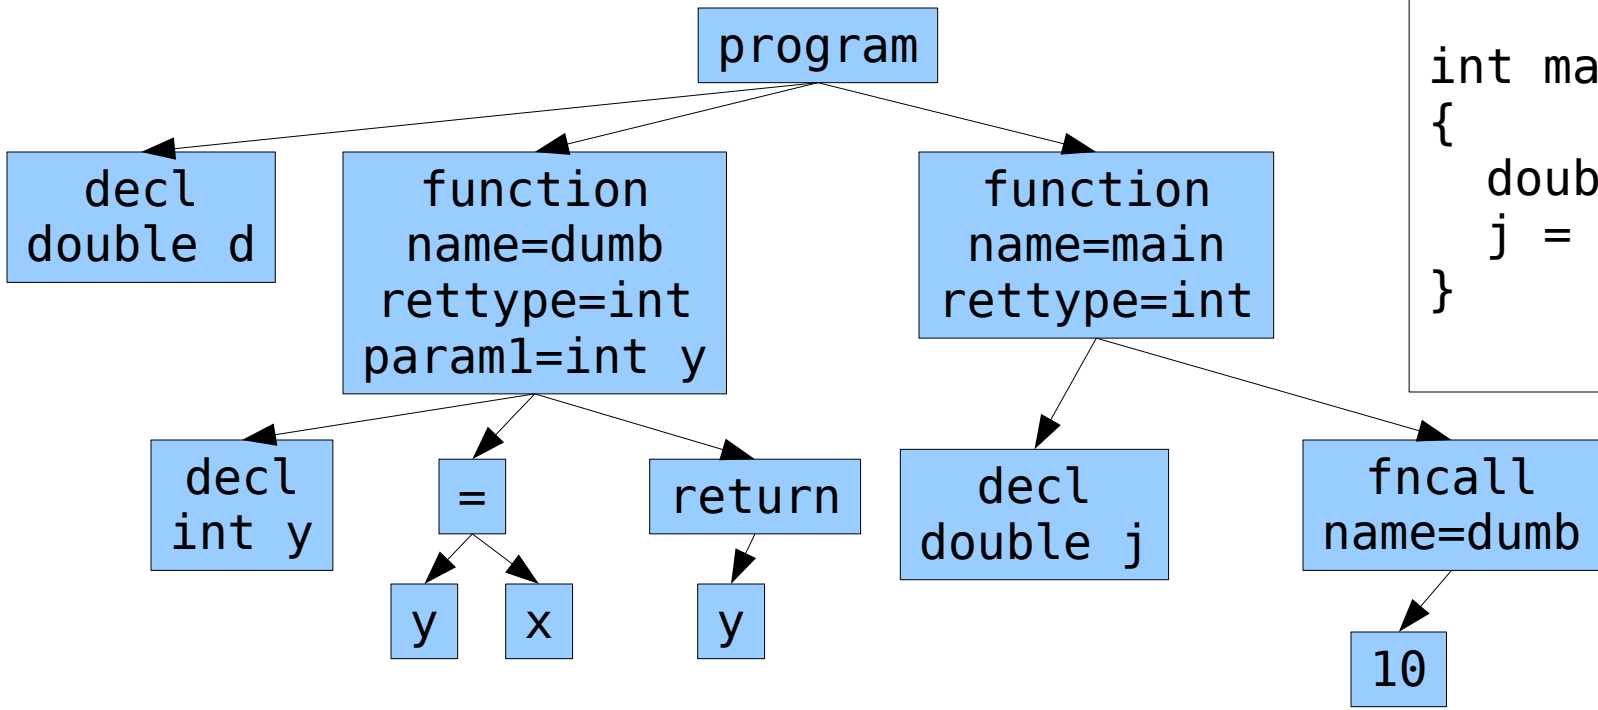 program
int ma
{
doub
j =
}
decl
double d
function
name=dumb
rettype=int
param1=int y
function
name=main
rettype=int
decl
int y
=
return
decl
double j
fncall
name=dumb
y
x
y
10